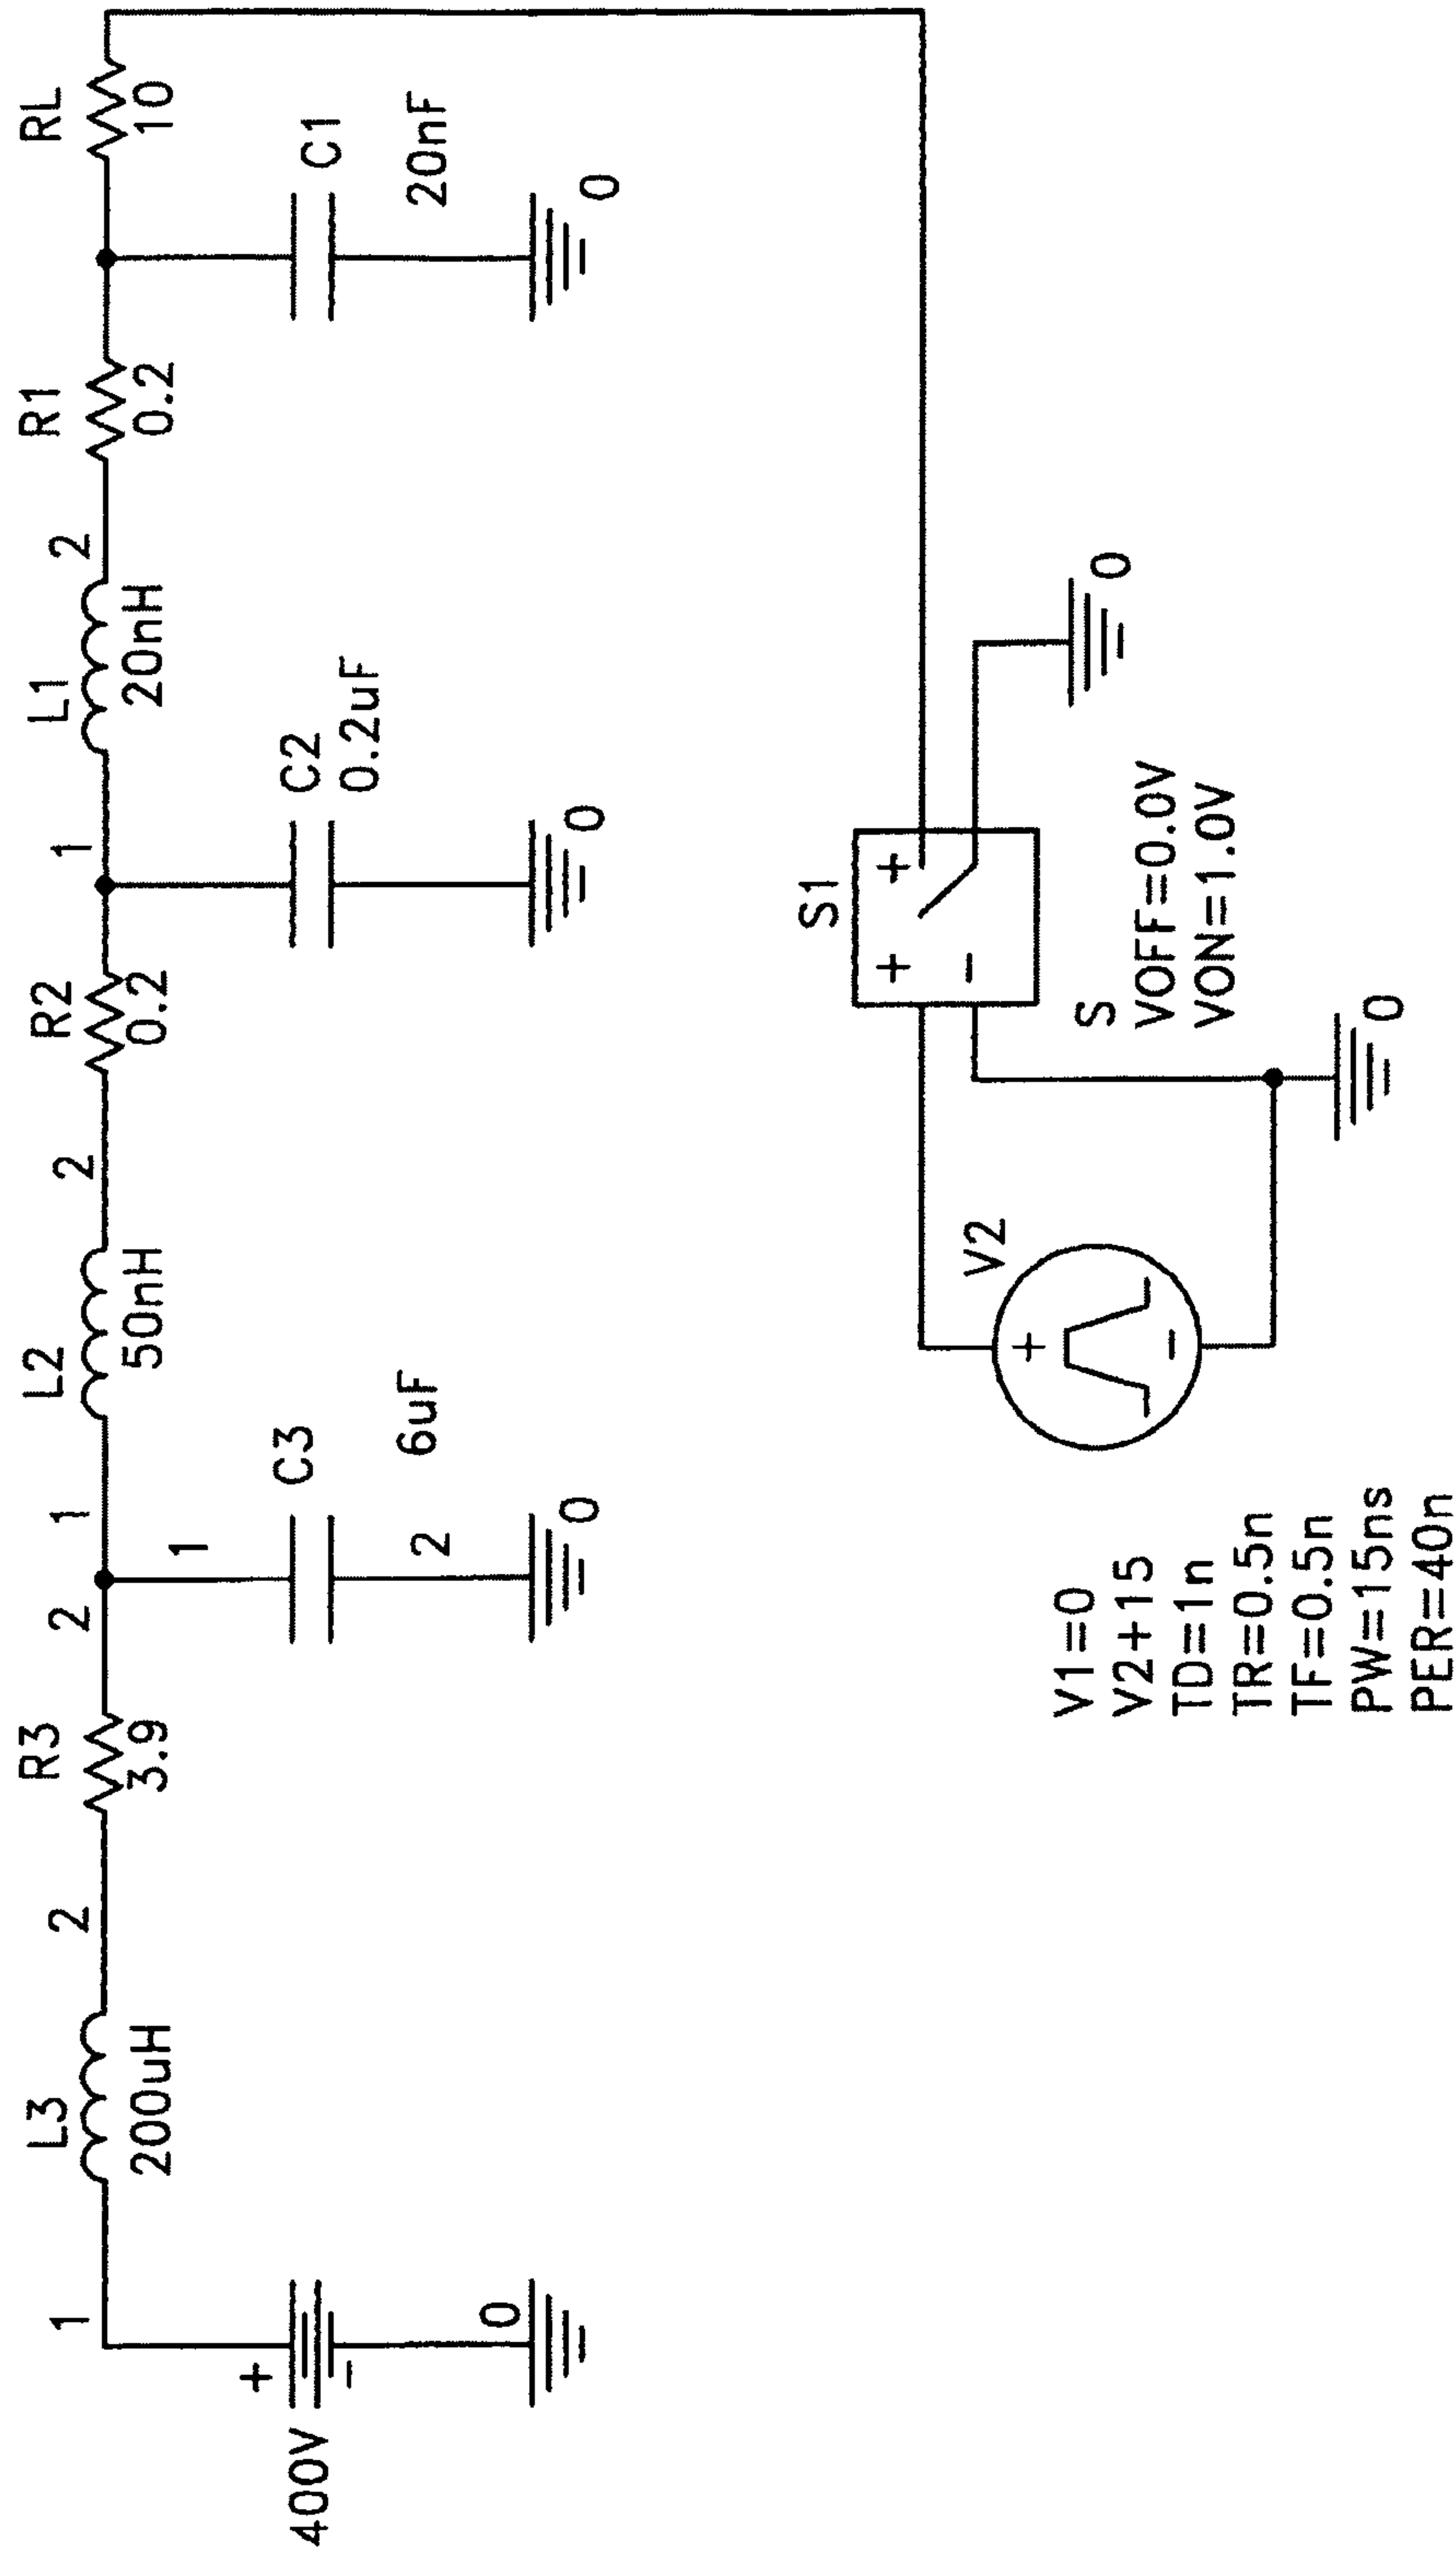 400V
+
-
0
1
L3
200uH
2
R3
3.9
2
1
C3
6uF
2
0
1
L2
50nH
2
R2
0.2
C2
0.2uF
0
1
L1
20nH
2
R1
0.2
C1
20nF
0
RL
10
V1=0
V2+15
TD=1n
TR=0.5n
TF=0.5n
PW=15ns
PER=40n
V2
+
-
0
S1
+
+
-
S
VOFF=0.0V
VON=1.0V
0